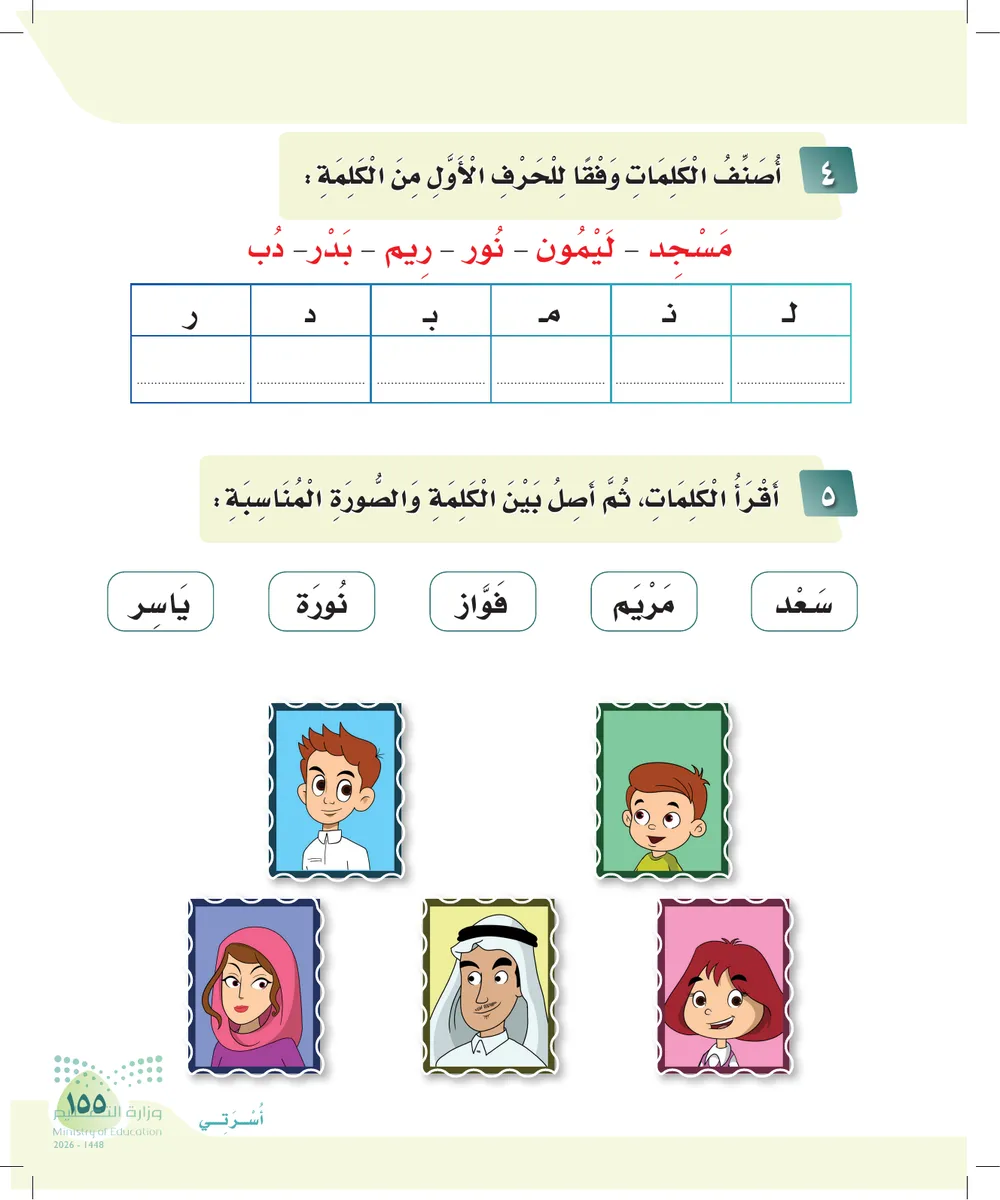 ٤
أُصَنِّفُ الْكَلِمَاتِ وَفْقًا لِلْحَرْفِ الْأَوَّلِ مِنَ الْكَلِمَةِ :
مَسْجِد – لَيْمُون – نُور – رِيم – بَدْر– دُب
لـ نـ مـ بـ د ر
٥
أَقْرَأُ الْكَلِمَاتِ، ثُمَّ أَصِلُ بَيْنَ الْكَلِمَةِ وَالصُّورَةِ الْمُنَاسِبَةِ :
سَعْد مَرْيَم فَوَّاز نُورَة يَاسِر
أُسْرَتِي
١٥٥
وزارة التعليم
Ministry of Education
2026 - 1448